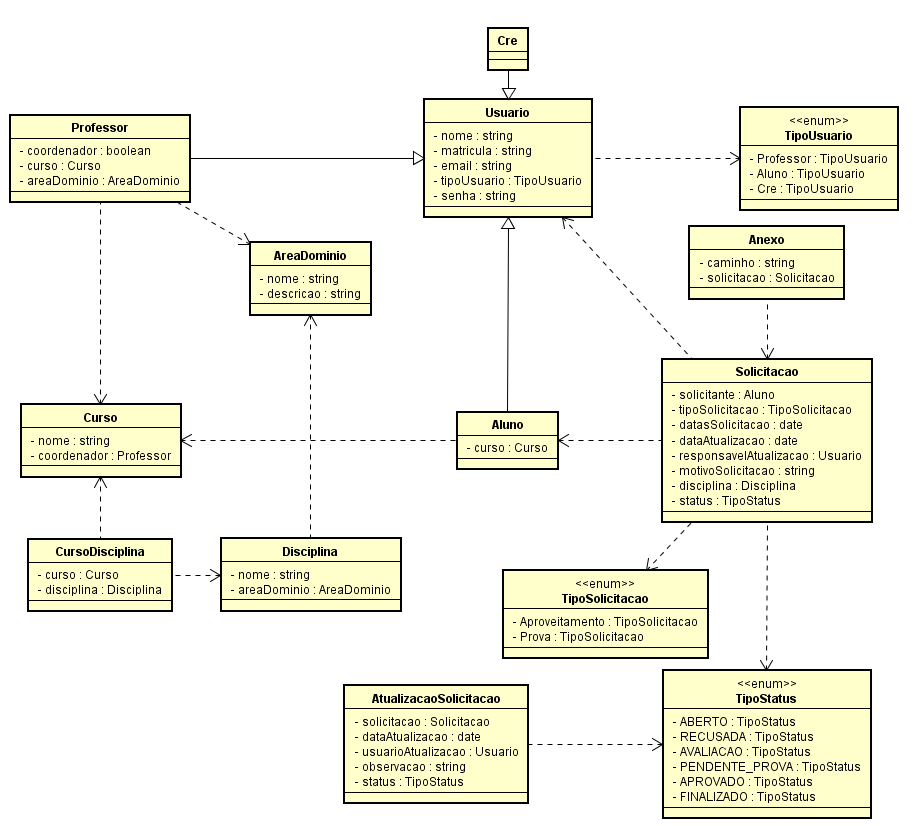 Cre
Usuario
- nome : string
- matricula : string
- email : string
- tipoUsuario : TipoUsuario
- senha : string
Professor
- coordenador : boolean
- curso : Curso
- areaDominio : AreaDominio
<<enum>>
TipoUsuario
- Professor : TipoUsuario
- Aluno : TipoUsuario
- Cre : TipoUsuario
AreaDominio
- nome : string
- descricao : string
Anexo
- caminho : string
- solicitacao : Solicitacao
Solicitacao
- solicitante : Aluno
- tipoSolicitacao : TipoSolicitacao
- datasSolicitacao : date
- dataAtualizacao : date
- responsavelAtualizacao : Usuario
- motivoSolicitacao : string
- disciplina : Disciplina
- status : TipoStatus
Curso
- nome : string
- coordenador : Professor
Aluno
- curso : Curso
CursoDisciplina
- curso : Curso
- disciplina : Disciplina
Disciplina
- nome : string
- areaDominio : AreaDominio
<<enum>>
TipoSolicitacao
- Aproveitamento : TipoSolicitacao
- Prova : TipoSolicitacao
AtualizacaoSolicitacao
- solicitacao : Solicitacao
- dataAtualizacao : date
- usuarioAtualizacao : Usuario
- observacao : string
- status : TipoStatus
<<enum>>
TipoStatus
- ABERTO : TipoStatus
- RECUSADA : TipoStatus
- AVALIACAO : TipoStatus
- PENDENTE_PROVA : TipoStatus
- APROVADO : TipoStatus
- FINALIZADO : TipoStatus